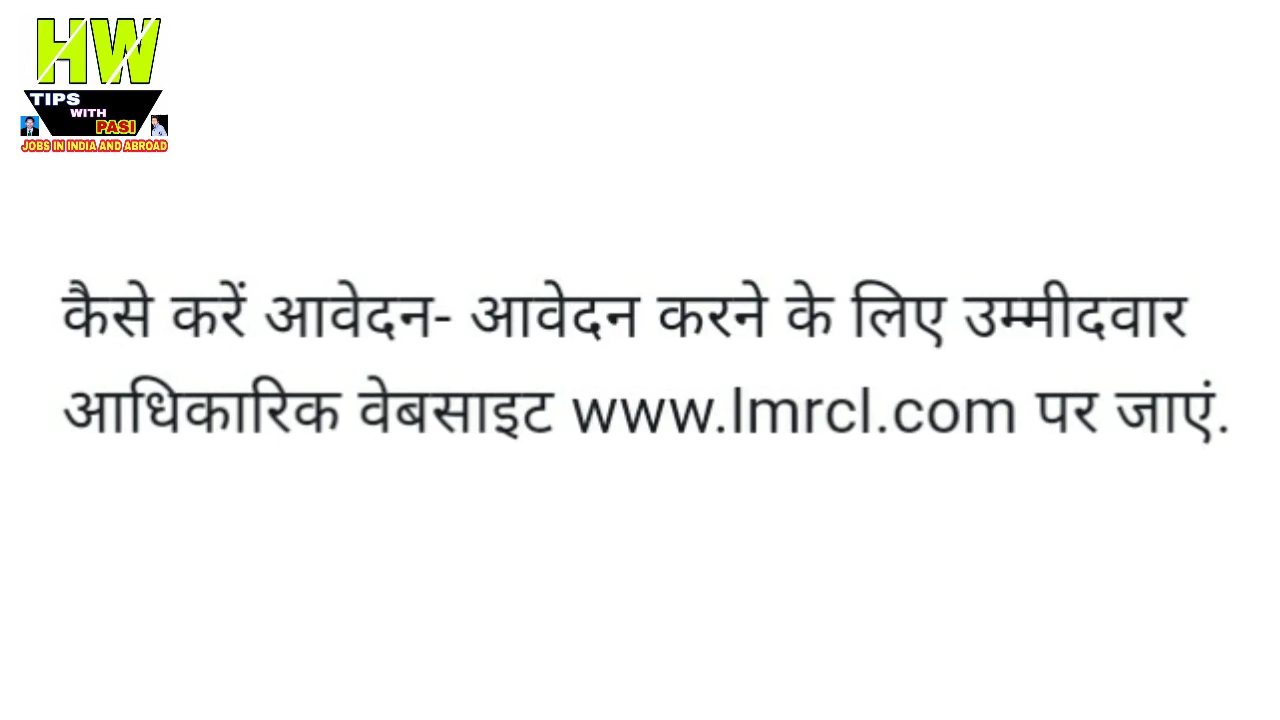 HW
TIPS
WITH
PASI
JOBS IN INDIA AND ABROAD
कैसे करें आवेदन- आवेदन करने के लिए उम्मीदवार
आधिकारिक वेबसाइट www.lmrcl.com पर जाएं.